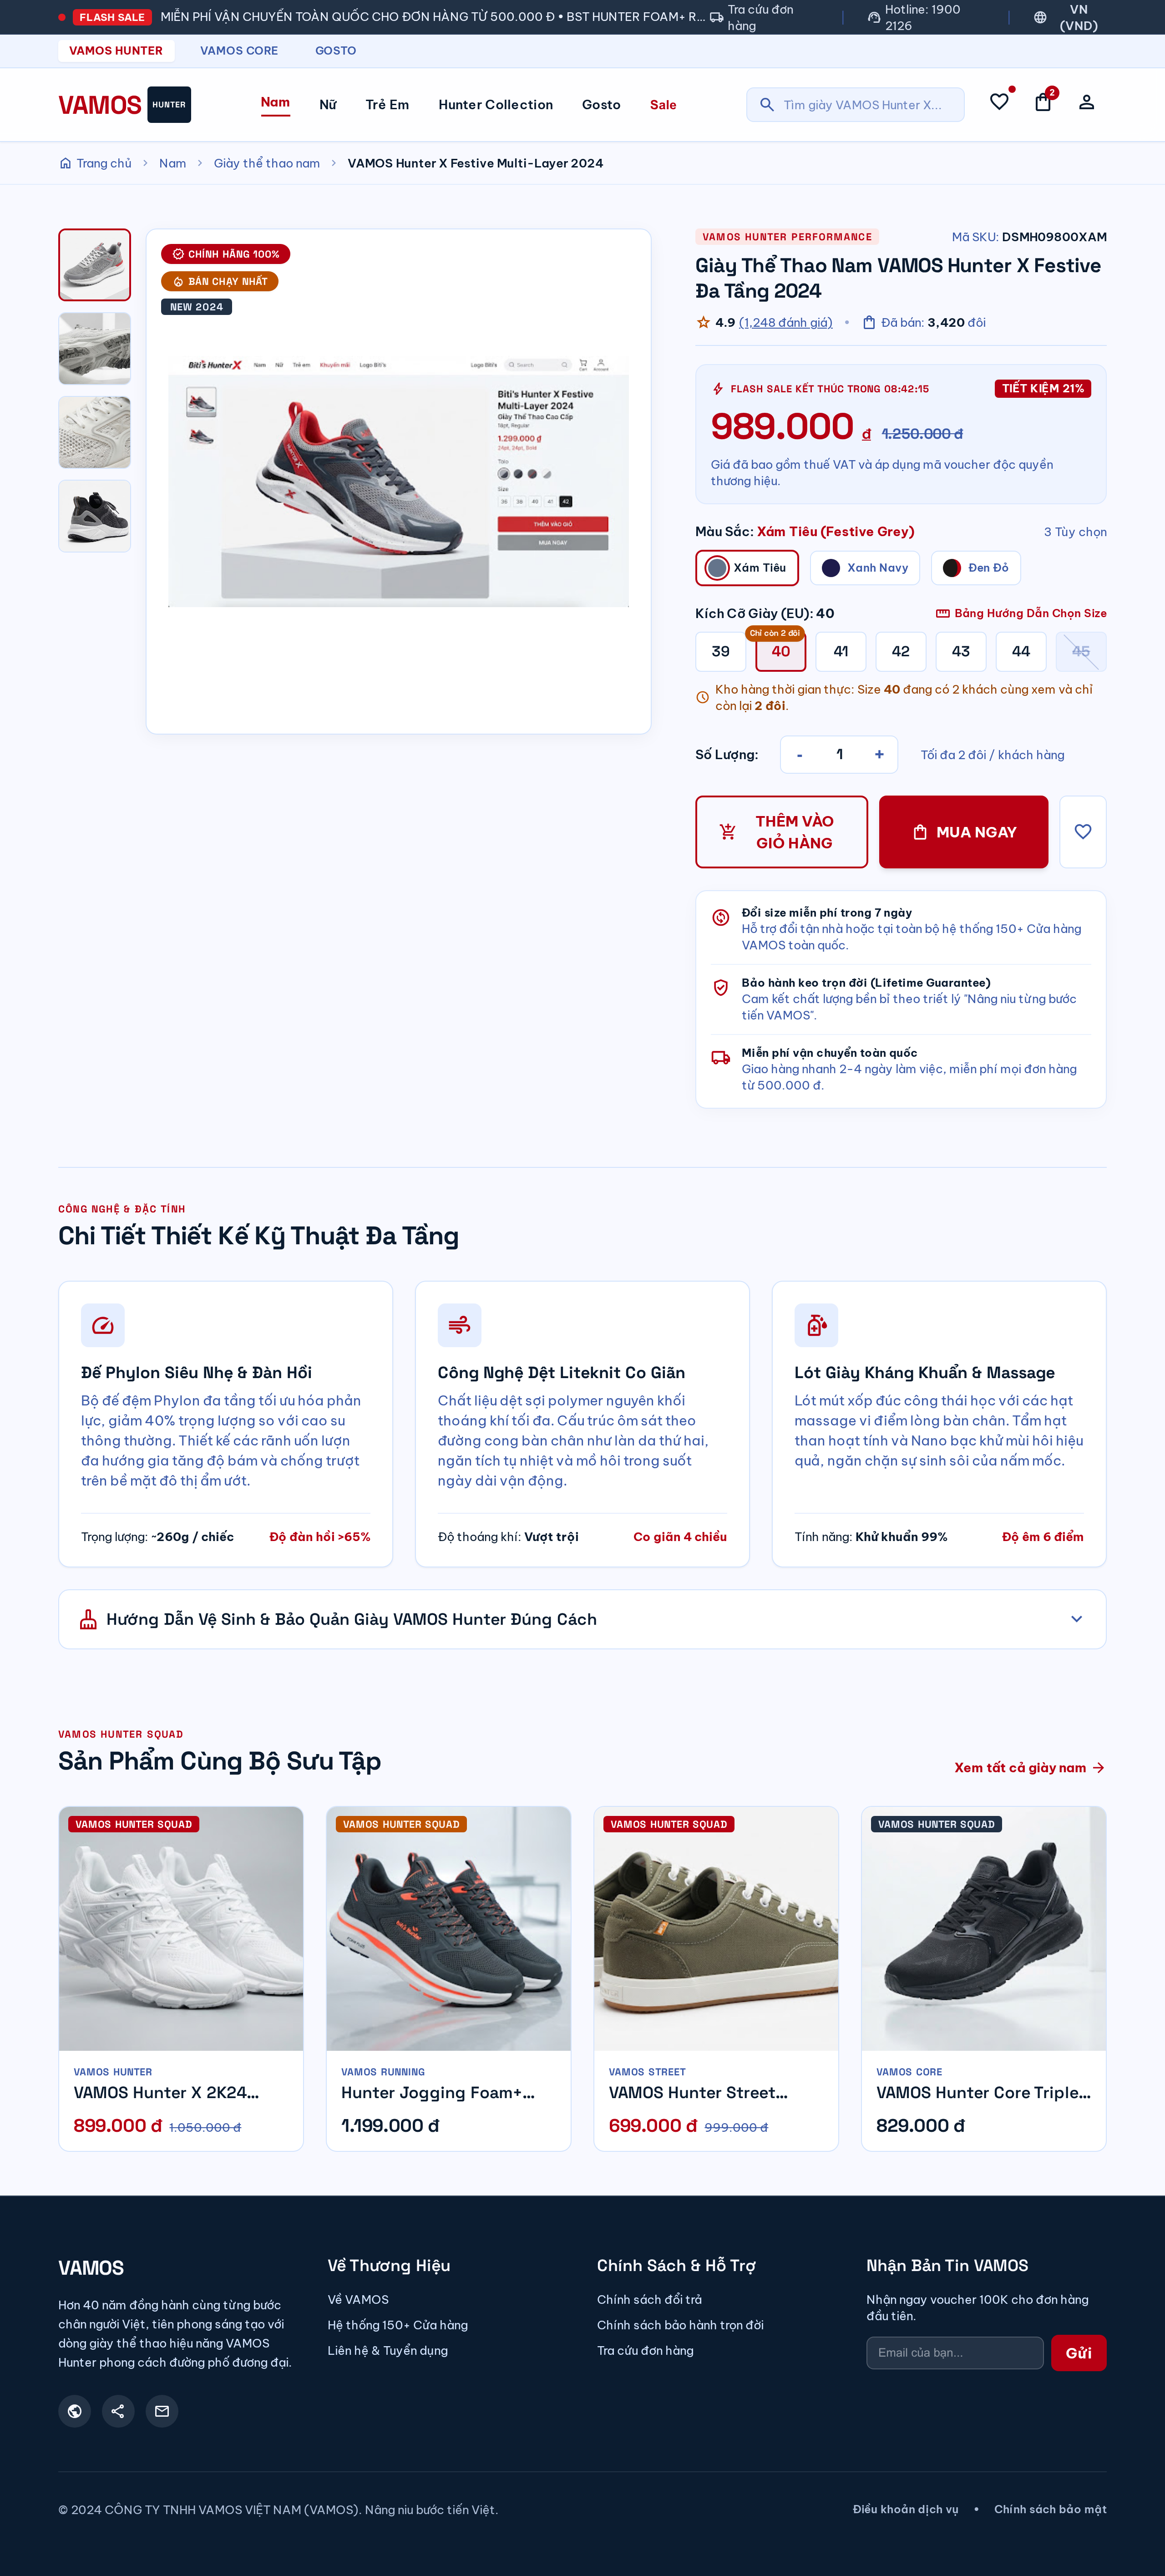 FLASH SALE MIỄN PHÍ VẬN CHUYỂN TOÀN QUỐC CHO ĐƠN HÀNG TỪ 500.000 Đ • BST HUNTER FOAM+ R...
Tra cứu đơn hàng
Hotline: 1900 2126
VN (VND)
VAMOS HUNTER VAMOS CORE GOSTO
VAMOS HUNTER Nam Nữ Trẻ Em Hunter Collection Gosto Sale Tìm giày VAMOS Hunter X... 2
Trang chủ > Nam > Giày thể thao nam > VAMOS Hunter X Festive Multi-Layer 2024
CHÍNH HÃNG 100%
BÁN CHẠY NHẤT
NEW 2024
Biti's Hunter X Nam Nữ Trẻ em Khuyến mãi Logo Biti's Logo Biti's Search
Biti's Hunter X Festive
Multi-Layer 2024
Giày Thể Thao Cao Cấp
18pt, Regular
1.299.000 ₫
24pt, 24pt, Bold
Size
42
THÊM VÀO GIỎ
MUA NGAY
VAMOS HUNTER PERFORMANCE Mã SKU: DSMH09800XAM
Giày Thể Thao Nam VAMOS Hunter X Festive
Đa Tầng 2024
4.9 (1,248 đánh giá) • Đã bán: 3,420 đôi
FLASH SALE KẾT THÚC TRONG 08:42:15 TIẾT KIỆM 21%
989.000 đ 1.250.000 đ
Giá đã bao gồm thuế VAT và áp dụng mã voucher độc quyền
thương hiệu.
Màu Sắc: Xám Tiêu (Festive Grey) 3 Tùy chọn
Xám Tiêu Xanh Navy Đen Đỏ
Kích Cỡ Giày (EU): 40 Bảng Hướng Dẫn Chọn Size
Chỉ còn 2 đôi
39 40 41 42 43 44 45
Kho hàng thời gian thực: Size 40 đang có 2 khách cùng xem và chỉ
còn lại 2 đôi.
Số Lượng: - 1 + Tối đa 2 đôi / khách hàng
THÊM VÀO
GIỎ HÀNG
MUA NGAY
Đổi size miễn phí trong 7 ngày
Hỗ trợ đổi tận nhà hoặc tại toàn bộ hệ thống 150+ Cửa hàng
VAMOS toàn quốc.
Bảo hành keo trọn đời (Lifetime Guarantee)
Cam kết chất lượng bền bỉ theo triết lý "Nâng niu từng bước
tiến VAMOS".
Miễn phí vận chuyển toàn quốc
Giao hàng nhanh 2-4 ngày làm việc, miễn phí mọi đơn hàng
từ 500.000 đ.
CÔNG NGHỆ & ĐẶC TÍNH
Chi Tiết Thiết Kế Kỹ Thuật Đa Tầng
Đế Phylon Siêu Nhẹ & Đàn Hồi
Bộ đế đệm Phylon đa tầng tối ưu hóa phản
lực, giảm 40% trọng lượng so với cao su
thông thường. Thiết kế các rãnh uốn lượn
đa hướng gia tăng độ bám và chống trượt
trên bề mặt đô thị ẩm ướt.
Trọng lượng: ~260g / chiếc Độ đàn hồi >65%
Công Nghệ Dệt Liteknit Co Giãn
Chất liệu dệt sợi polymer nguyên khối
thoáng khí tối đa. Cấu trúc ôm sát theo
đường cong bàn chân như làn da thứ hai,
ngăn tích tụ nhiệt và mồ hôi trong suốt
ngày dài vận động.
Độ thoáng khí: Vượt trội Co giãn 4 chiều
Lót Giày Kháng Khuẩn & Massage
Lót mút xốp đúc công thái học với các hạt
massage vi điểm lòng bàn chân. Tấm hạt
than hoạt tính và Nano bạc khử mùi hôi hiệu
quả, ngăn chặn sự sinh sôi của nấm mốc.
Tính năng: Khử khuẩn 99% Độ êm 6 điểm
Hướng Dẫn Vệ Sinh & Bảo Quản Giày VAMOS Hunter Đúng Cách
VAMOS HUNTER SQUAD
Sản Phẩm Cùng Bộ Sưu Tập
Xem tất cả giày nam
VAMOS HUNTER SQUAD
VAMOS HUNTER
VAMOS Hunter X 2K24...
899.000 đ 1.050.000 đ
VAMOS HUNTER SQUAD
VAMOS RUNNING
Hunter Jogging Foam+...
1.199.000 đ
VAMOS HUNTER SQUAD
VAMOS STREET
VAMOS Hunter Street...
699.000 đ 999.000 đ
VAMOS HUNTER SQUAD
VAMOS CORE
VAMOS Hunter Core Triple...
829.000 đ
VAMOS
Hơn 40 năm đồng hành cùng từng bước
chân người Việt, tiên phong sáng tạo với
dòng giày thể thao hiệu năng VAMOS
Hunter phong cách đường phố đương đại.
Về Thương Hiệu
Về VAMOS
Hệ thống 150+ Cửa hàng
Liên hệ & Tuyển dụng
Chính Sách & Hỗ Trợ
Chính sách đổi trả
Chính sách bảo hành trọn đời
Tra cứu đơn hàng
Nhận Bản Tin VAMOS
Nhận ngay voucher 100K cho đơn hàng
đầu tiên.
Email của bạn... Gửi
© 2024 CÔNG TY TNHH VAMOS VIỆT NAM (VAMOS). Nâng niu bước tiến Việt.
Điều khoản dịch vụ • Chính sách bảo mật